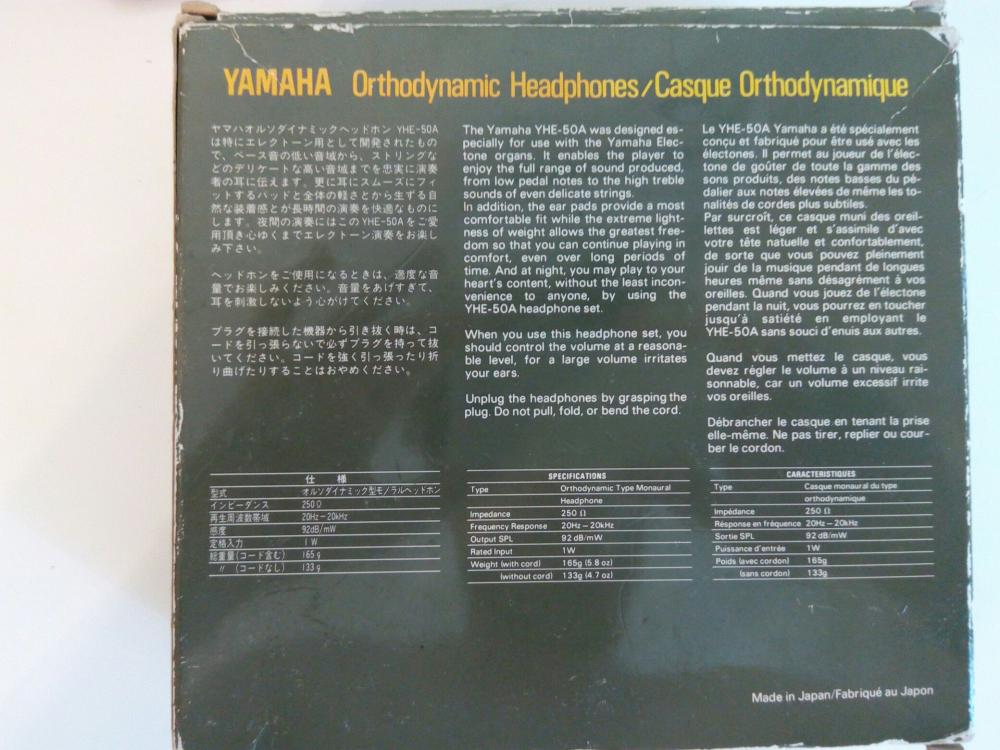 YAMAHA Orthodynamic Headphones/Casque Orthodynamique
ヤマハオルソダイナミックヘッドホン YHE-50A
は特にエレクトーン用として開発されたもの
で、ベース音の低い音域から、ストリングな
どのデリケートな高い音域までを忠実に演奏
者の耳に伝えます。更に耳にスムーズにフィ
ットするパッドと全体の軽さとから生ずる自
然な装着感とが長時間の演奏を快適なものに
します。夜間の演奏にはこのYHE-50Aをご愛
用頂き心ゆくまでエレクトーン演奏をお楽し
み下さい。
ヘッドホンをご使用になるときは、適度な音
量でお楽しみください。音量をあげすぎて、
耳を刺激しないよう心がけてください。
プラグを接続した機器から引き抜く時は、コ
ードを引っ張らないで必ずプラグを持って抜
いてください。コードを強く引っ張ったり折
り曲げたりすることはおやめください。
The Yamaha YHE-50A was designed es-
pecially for use with the Yamaha Elec-
tone organs. It enables the player to
enjoy the full range of sound produced,
from low pedal notes to the high treble
sounds of even delicate strings.
In addition, the ear pads provide a most
comfortable fit while the extreme light-
ness of weight allows the greatest free-
dom so that you can continue playing in
comfort, even over long periods of
time. And at night, you may play to your
heart's content, without the least incon-
venience to anyone, by using the
YHE-50A headphone set.
When you use this headphone set, you
should control the volume at a reasona-
ble level, for a large volume irritates
your ears.
Unplug the headphones by grasping the
plug. Do not pull, fold, or bend the cord.
Le YHE-50A Yamaha a été spécialement
conçu et fabriqué pour être usé avec les
électones. Il permet au joueur de l'élec-
tone de goûter de toute la gamme des
sons produits, des notes basses du pé-
dalier aux notes élevées de même les to-
nalités de cordes plus subtiles.
Par surcroît, ce casque muni des oreil-
lettes est léger et s'assimile d'avec
votre tête naturelle et confortablement,
de sorte que vous pouvez pleinement
jouir de la musique pendant de longues
heures même sans désagrément à vos
oreilles. Quand vous jouez de l'électone
pendant la nuit, vous pourrez en toucher
jusqu'à satiété en employant le
YHE-50A sans souci d'enuis aux autres.
Quand vous mettez le casque, vous
devez régler le volume à un niveau rai-
sonnable, car un volume excessif irrite
vos oreilles.
Débrancher le casque en tenant la prise
elle-même. Ne pas tirer, replier ou cour-
ber le cordon.
仕 様
型式 オルソダイナミック型モノラルヘッドホン
インピーダンス 250Ω
再生周波数帯域 20Hz−20kHz
感度 92dB/mW
定格入力 1W
総重量(コード含む) 165g
〃 (コードなし) 133g
SPECIFICATIONS
Type Orthodynamic Type Monaural
Headphone
Impedance 250 Ω
Frequency Response 20Hz−20kHz
Output SPL 92 dB/mW
Rated Input 1W
Weight (with cord) 165g (5.8 oz)
(without cord) 133g (4.7 oz)
CARACTERISTIQUES
Type Casque monaural du type
orthodynamique
Impédance 250 Ω
Réponse en fréquence 20Hz−20kHz
Sortie SPL 92 dB/mW
Puissance d'entrée 1W
Poids (avec cordon) 165g
(sans cordon) 133g
Made in Japan/Fabriqué au Japon